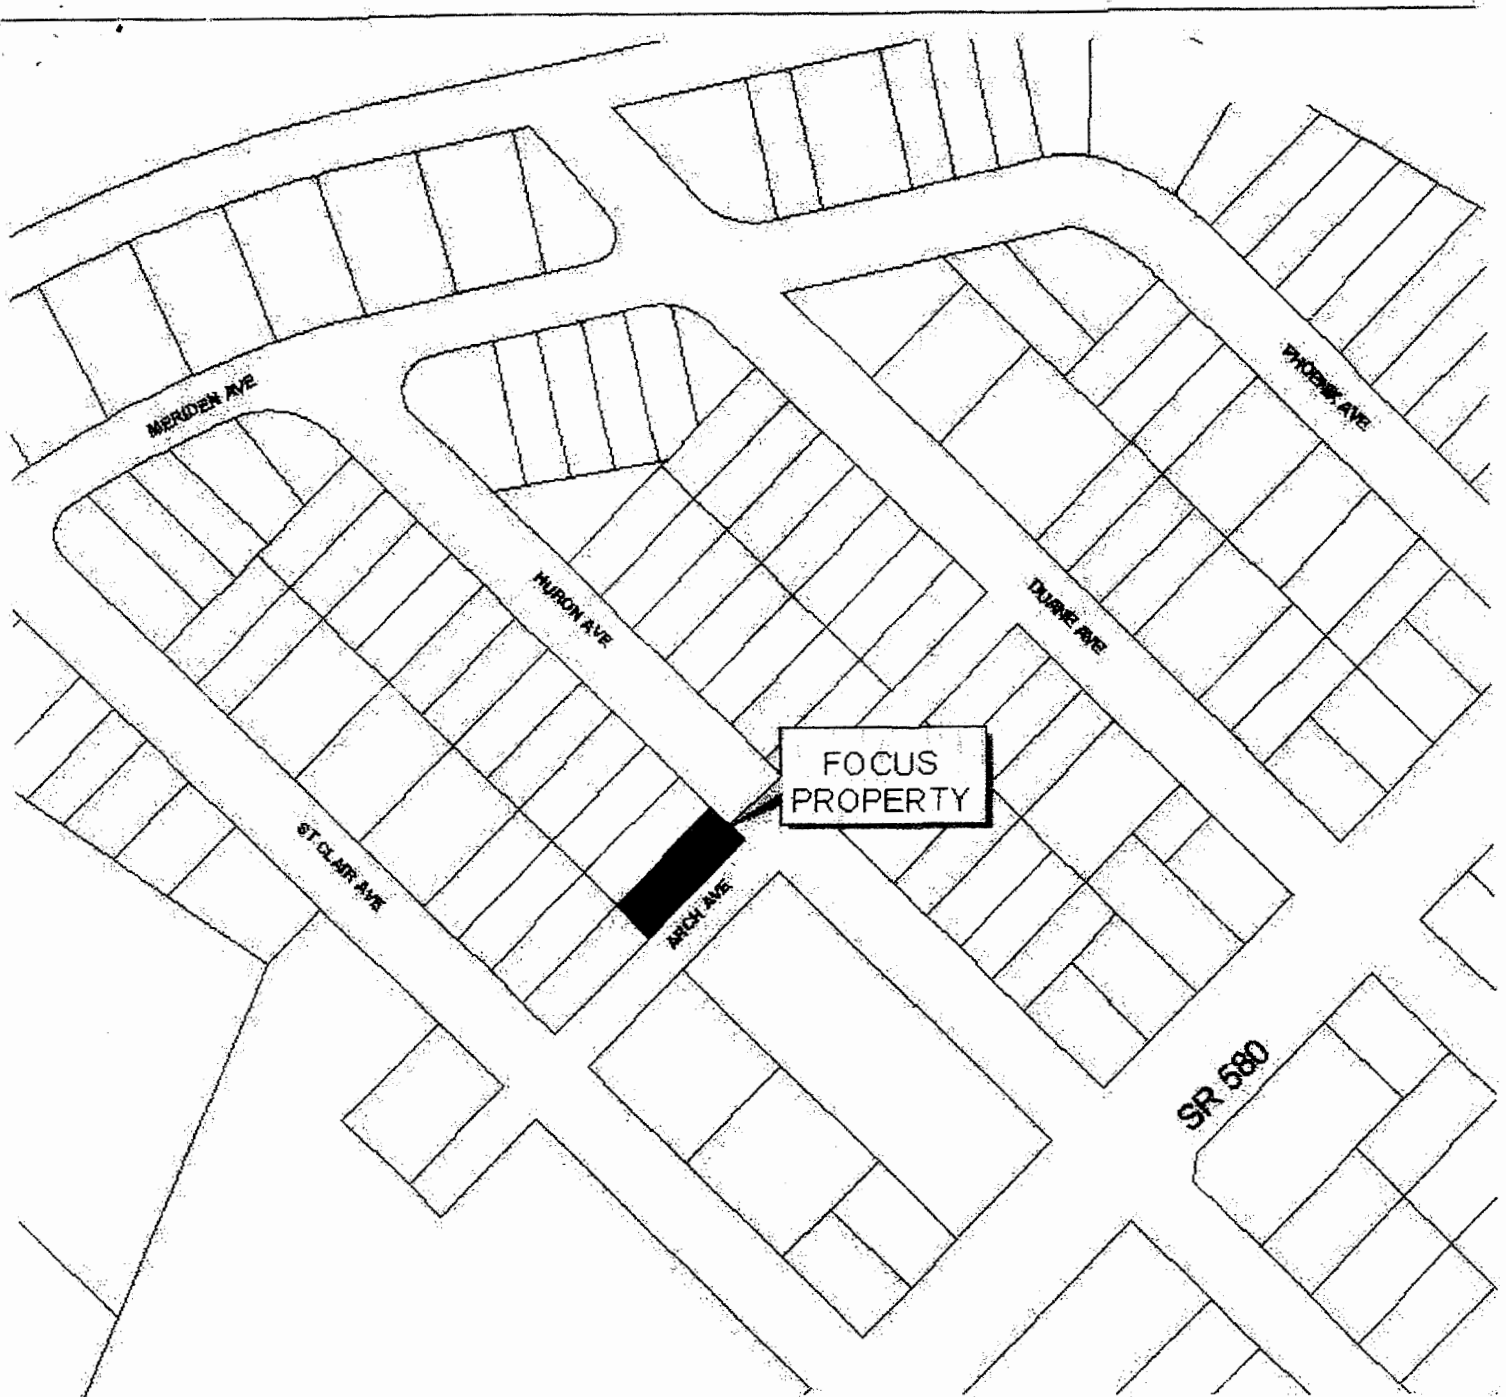 MERIDEN AVE
PHOENIX AVE
HURON AVE
DUANE AVE
FOCUS
PROPERTY
ST CLAIR AVE
ARCH AVE
SR 580